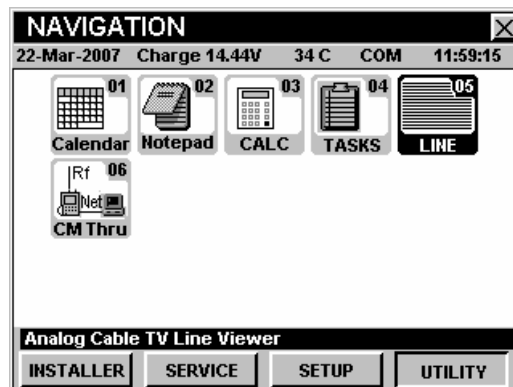 NAVIGATION
22-Mar-2007 Charge 14.44V 34 C COM 11:59:15
01 02 03 04 05
Calendar Notepad CALC TASKS LINE
Rf 06
Net
CM Thru
Analog Cable TV Line Viewer
INSTALLER SERVICE SETUP UTILITY